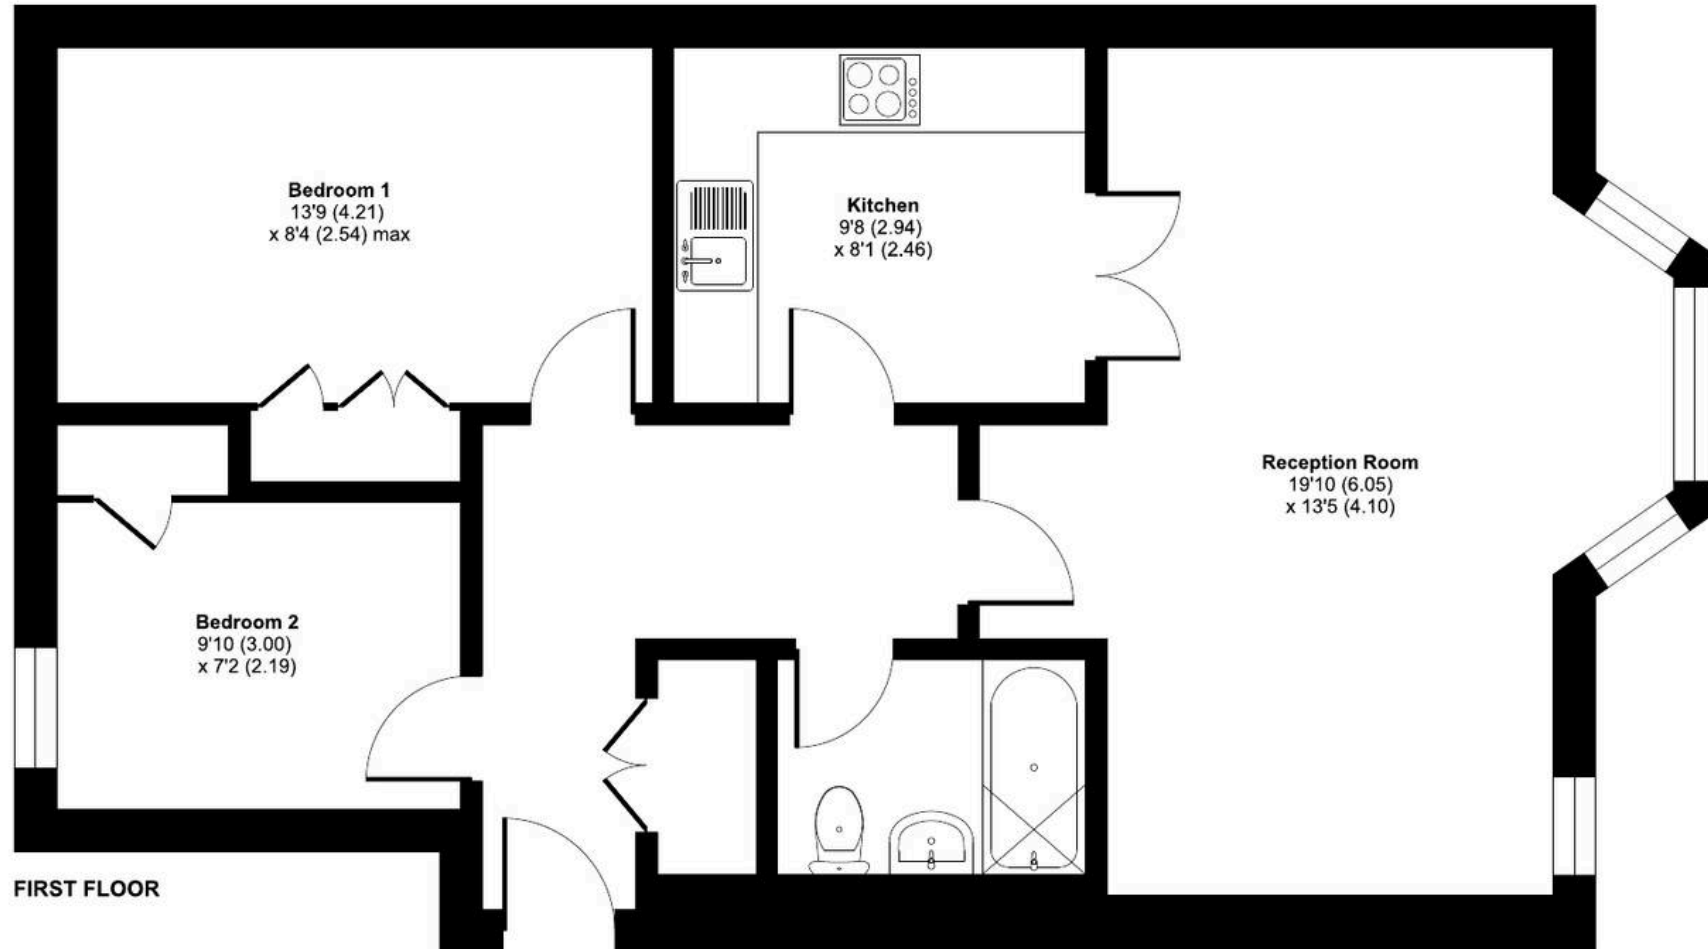 Bedroom 1
13'9 (4.21)
x 8'4 (2.54) max
Kitchen
9'8 (2.94)
x 8'1 (2.46)
Reception Room
19'10 (6.05)
x 13'5 (4.10)
Bedroom 2
9'10 (3.00)
x 7'2 (2.19)
FIRST FLOOR